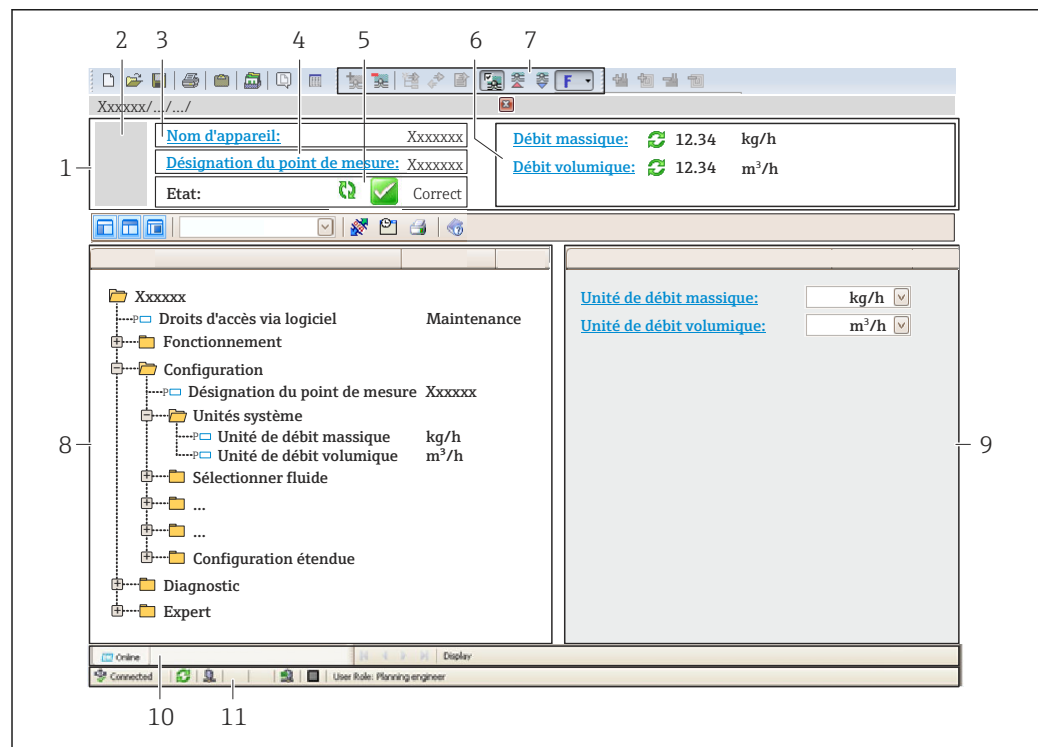 2 3 4 5 6 7
F
Xxxxxx/.../.../
1
Nom d'appareil: Xxxxxxx
Désignation du point de mesure: Xxxxxxx
Etat: Correct
Débit massique: 12.34 kg/h
Débit volumique: 12.34 m³/h
8
Xxxxxx
P Droits d'accès via logiciel Maintenance
Fonctionnement
Configuration
P Désignation du point de mesure Xxxxxx
Unités système
P Unité de débit massique kg/h
P Unité de débit volumique m³/h
Sélectionner fluide
...
...
Configuration étendue
Diagnostic
Expert
Unité de débit massique: kg/h
Unité de débit volumique: m³/h
9
Online Display
Connected User Role: Planning engineer
10 11